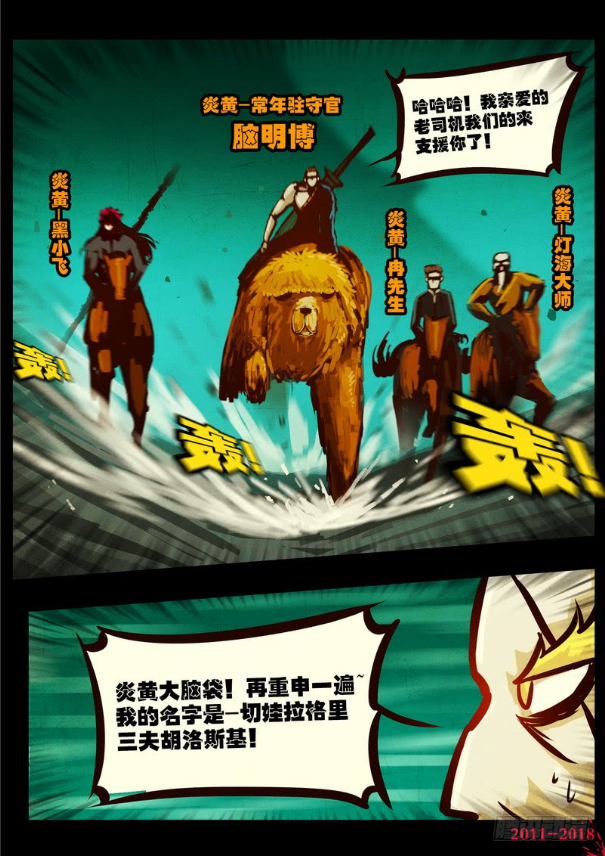 炎黄-常年驻守官
脑明博
哈哈哈！我亲爱的
老司机我们的来
支援你了！
炎黄-黑小飞
炎黄-冉先生
炎黄-灯海大师
轰！
轰！
轰！
炎黄大脑袋！再重申一遍~
我的名字是-切娃拉格里
三夫胡洛斯基！
2011-2018